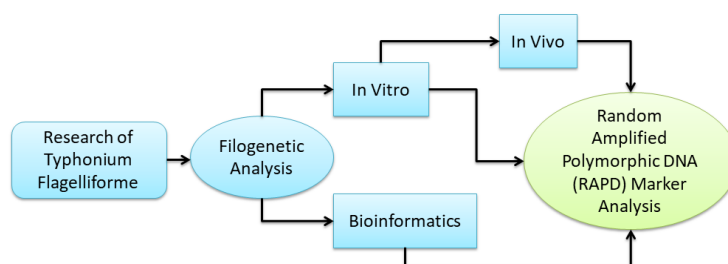 Research of
Typhonium
Flagelliforme
Filogenetic
Analysis
In Vitro
In Vivo
Bioinformatics
Random
Amplified
Polymorphic DNA
(RAPD) Marker
Analysis